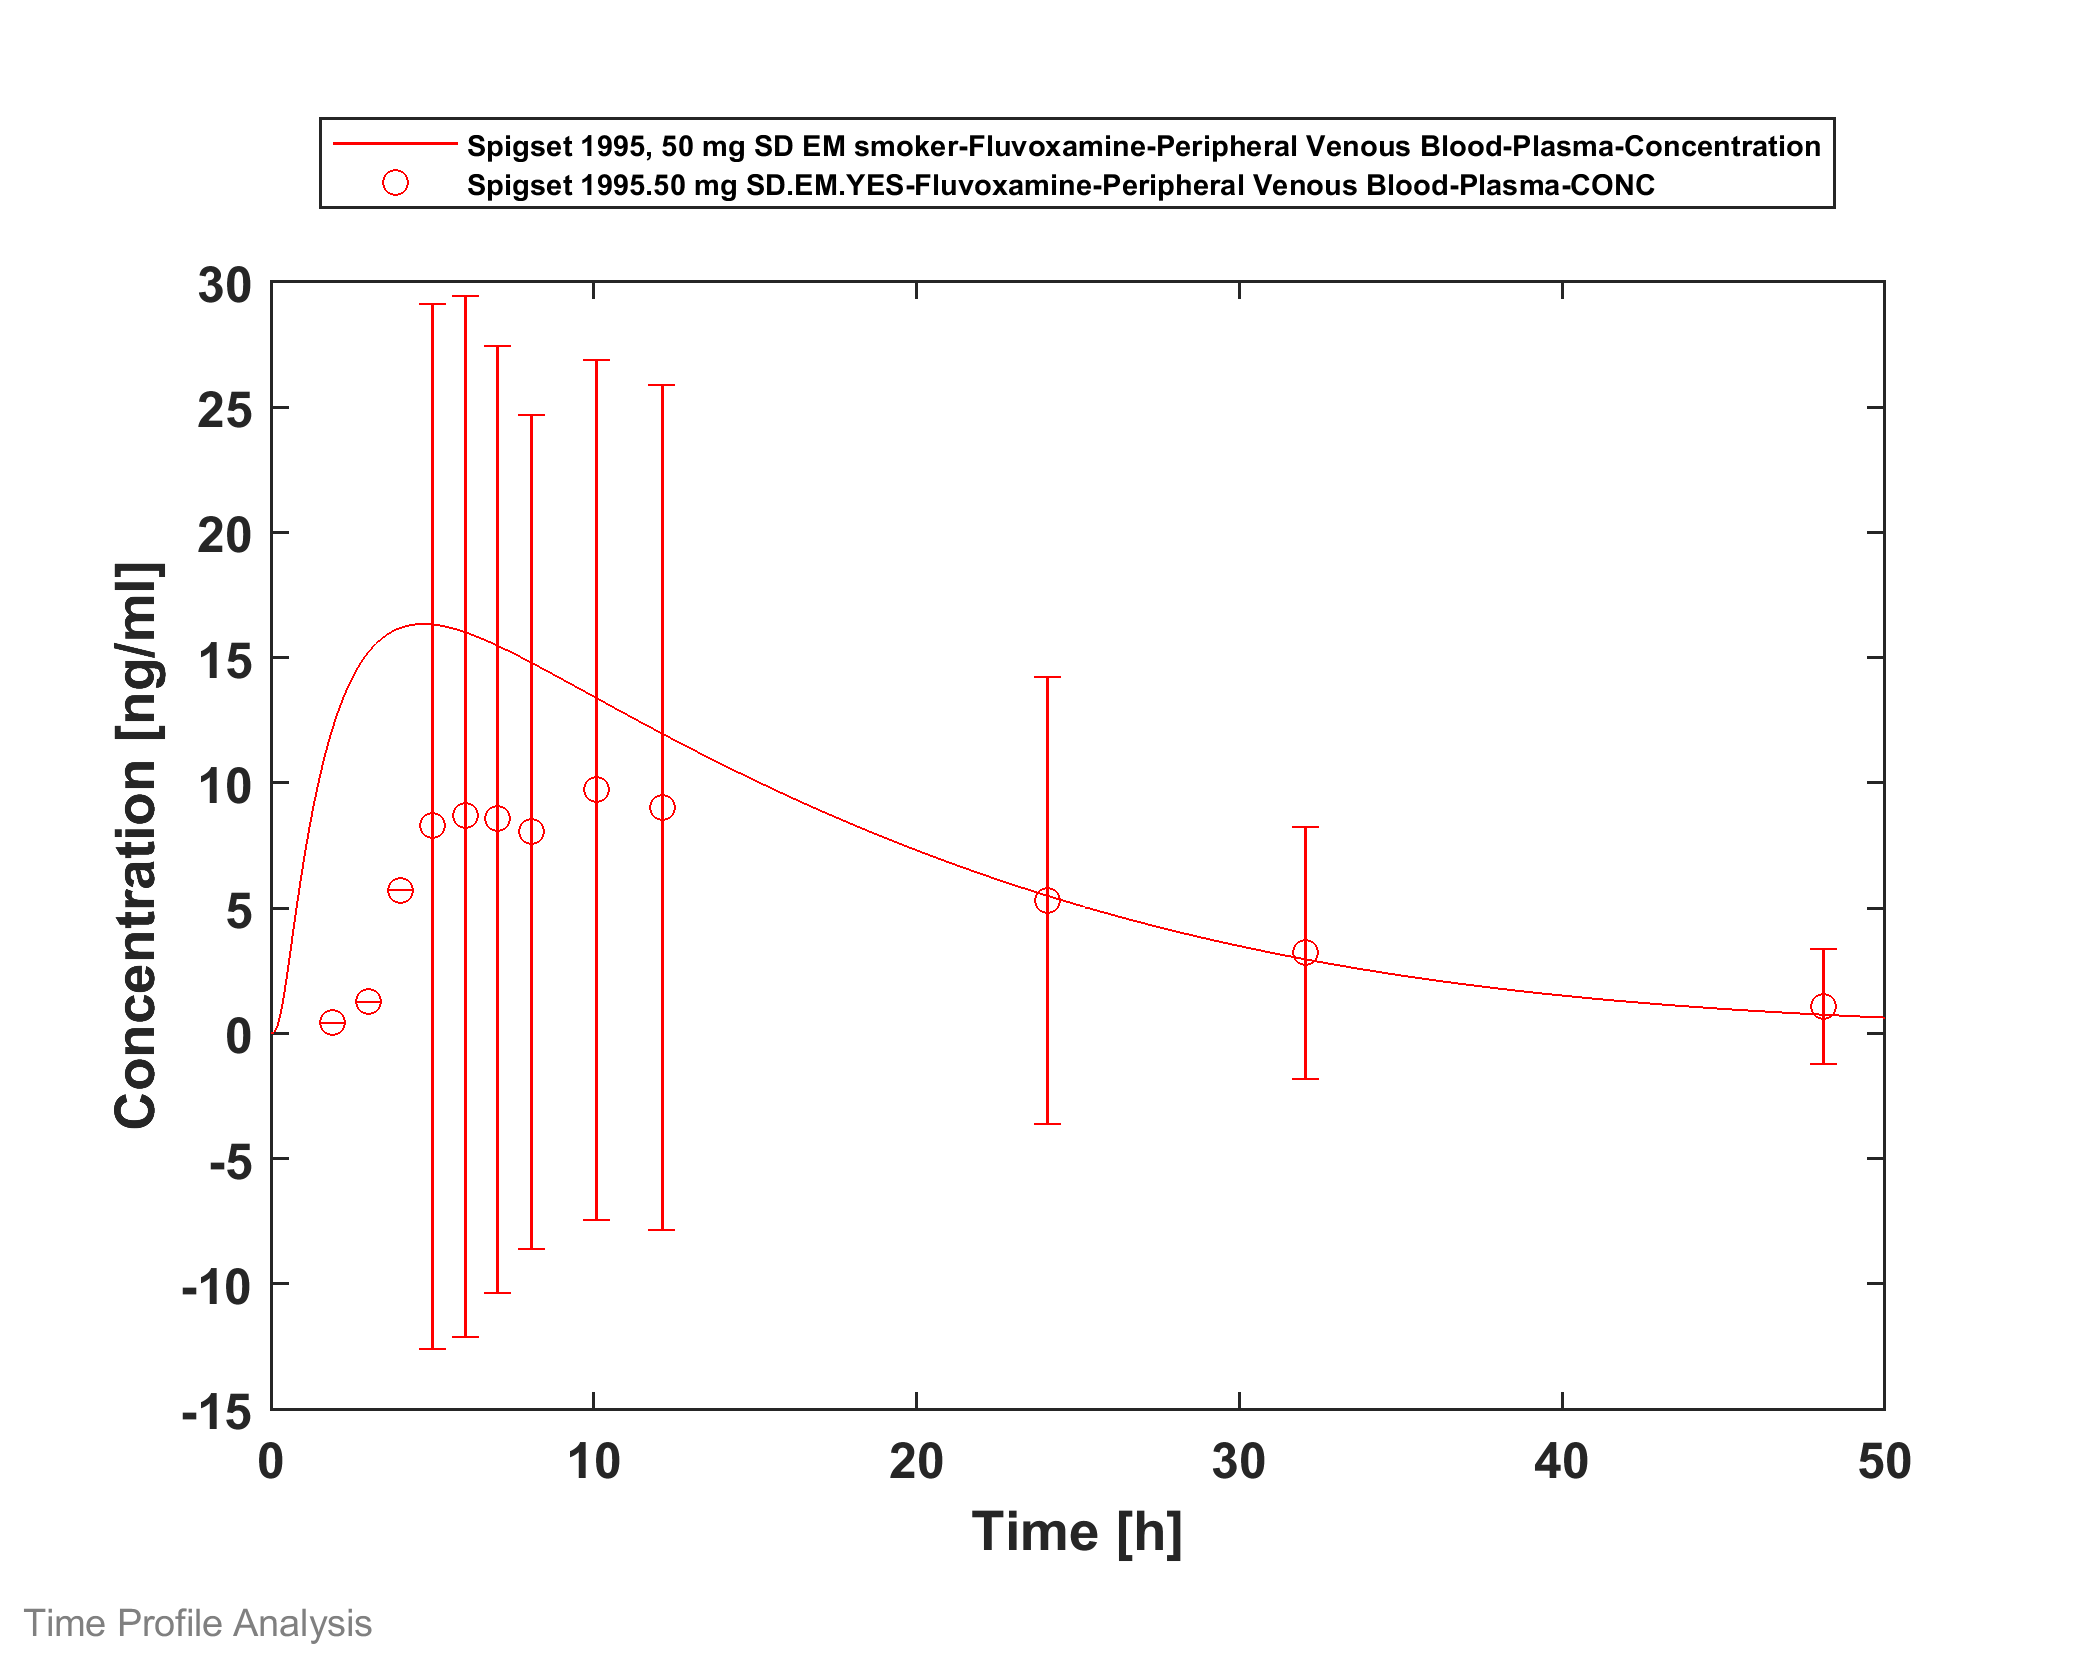 Spigset 1995, 50 mg SD EM smoker-Fluvoxamine-Peripheral Venous Blood-Plasma-Concentration
Spigset 1995.50 mg SD.EM.YES-Fluvoxamine-Peripheral Venous Blood-Plasma-CONC
30
25
20
15
10
5
0
-5
-10
-15
Concentration [ng/ml]
0 10 20 30 40 50
Time [h]
Time Profile Analysis